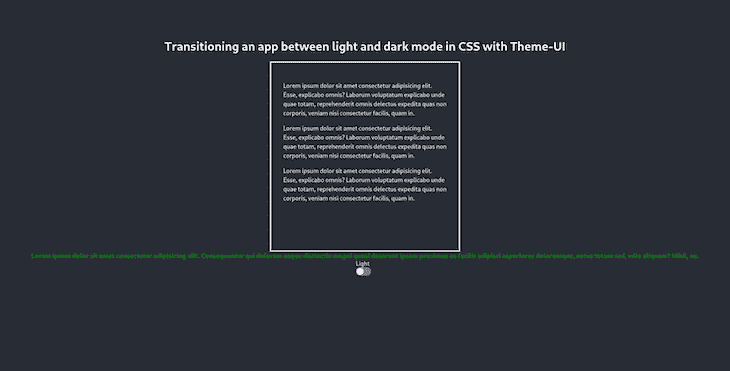 Transitioning an app between light and dark mode in CSS with Theme-UI
Lorem ipsum dolor sit amet consectetur adipisicing elit.
Esse, explicabo omnis? Laborum voluptatum explicabo unde
quae totam, reprehenderit omnis delectus expedita quas non
corporis, veniam nisi consectetur facilis, quam in.
Lorem ipsum dolor sit amet consectetur adipisicing elit.
Esse, explicabo omnis? Laborum voluptatum explicabo unde
quae totam, reprehenderit omnis delectus expedita quas non
corporis, veniam nisi consectetur facilis, quam in.
Lorem ipsum dolor sit amet consectetur adipisicing elit.
Esse, explicabo omnis? Laborum voluptatum explicabo unde
quae totam, reprehenderit omnis delectus expedita quas non
corporis, veniam nisi consectetur facilis, quam in.
Lorem ipsum dolor sit amet consectetur adipisicing elit. Consequuntur qui dolorum
Light